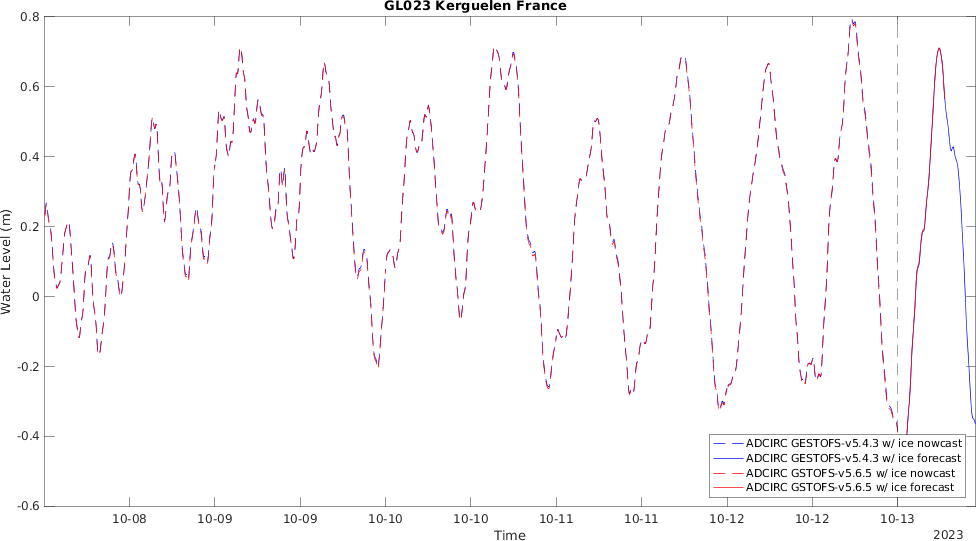 GL023 Kerguelen France
0.8
0.6
0.4
0.2
0
-0.2
-0.4
-0.6
Water Level (m)
ADCIRC GESTOFS-v5.4.3 w/ ice nowcast
ADCIRC GESTOFS-v5.4.3 w/ ice forecast
ADCIRC GSTOFS-v5.6.5 w/ ice nowcast
ADCIRC GSTOFS-v5.6.5 w/ ice forecast
10-08 10-09 10-09 10-10 10-10 10-11 10-11 10-12 10-12 10-13
Time
2023